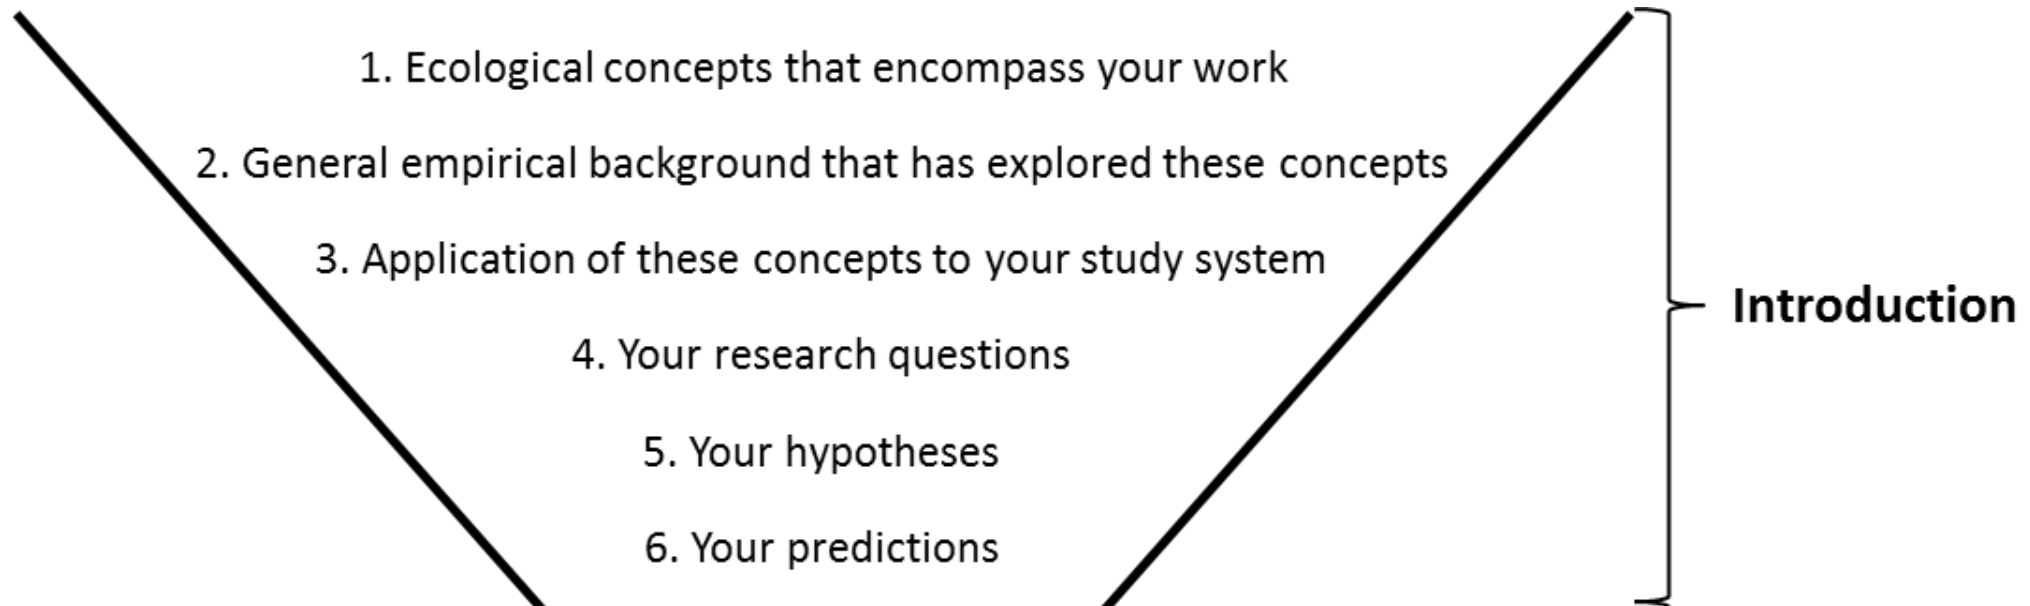 1. Ecological concepts that encompass your work
2. General empirical background that has explored these concepts
3. Application of these concepts to your study system
4. Your research questions
5. Your hypotheses
6. Your predictions
Introduction